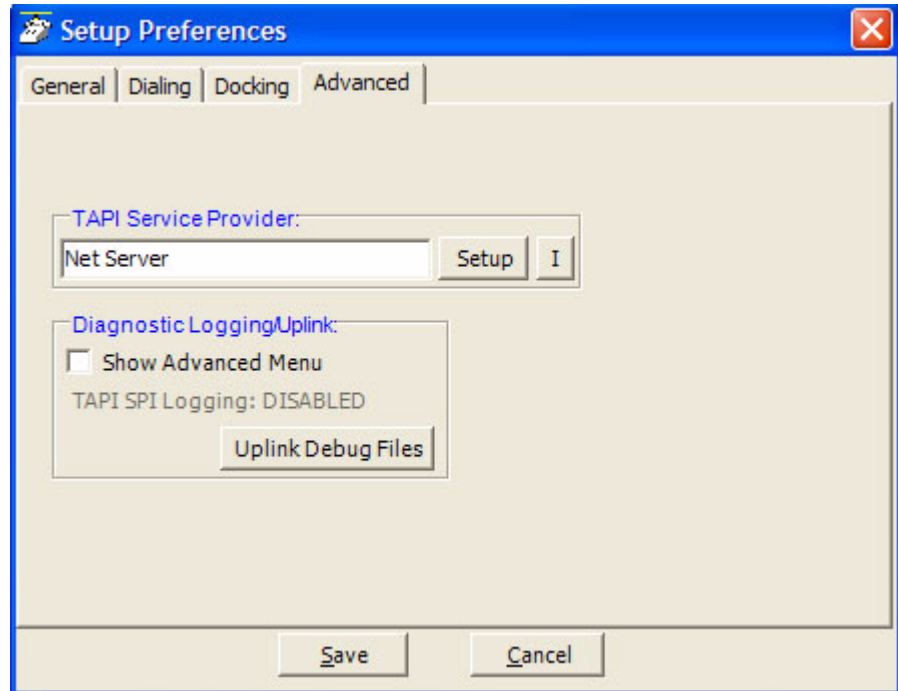 Setup Preferences
General Dialing Docking Advanced
TAPI Service Provider:
Net Server Setup I
Diagnostic Logging/Uplink:
Show Advanced Menu
TAPI SPI Logging: DISABLED
Uplink Debug Files
Save Cancel